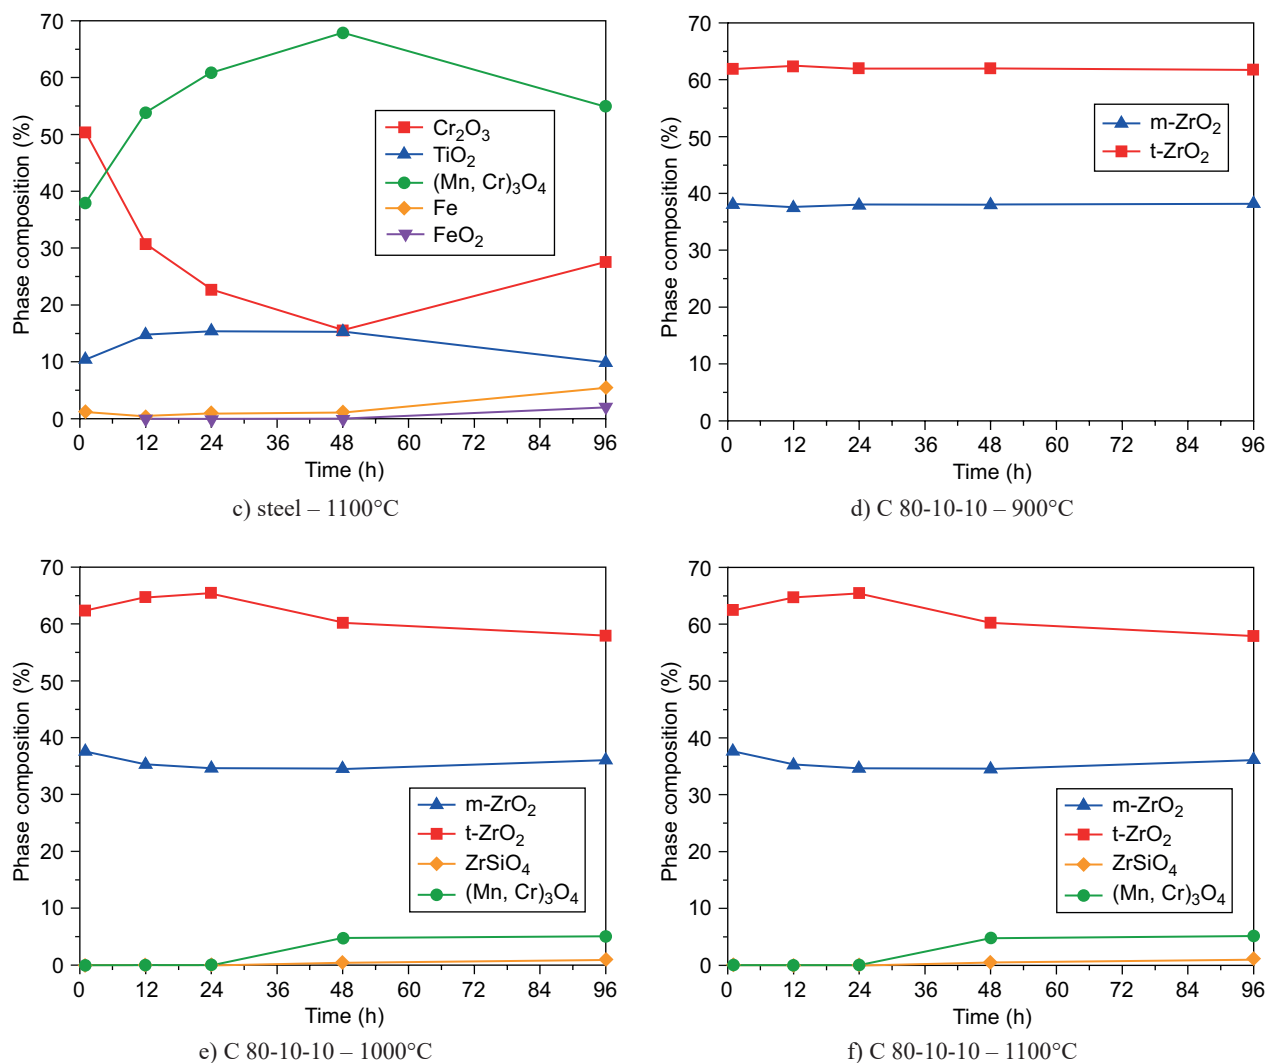 70
60
50
40
30
20
10
0
Phase composition (%)
Cr₂O₃
TiO₂
(Mn, Cr)₃O₄
Fe
FeO₂
0 12 24 36 48 60 72 84 96
Time (h)
c) steel – 1100°C
70
60
50
40
30
20
10
0
Phase composition (%)
m-ZrO₂
t-ZrO₂
0 12 24 36 48 60 72 84 96
Time (h)
d) C 80-10-10 – 900°C
70
60
50
40
30
20
10
0
Phase composition (%)
m-ZrO₂
t-ZrO₂
ZrSiO₄
(Mn, Cr)₃O₄
0 12 24 36 48 60 72 84 96
Time (h)
e) C 80-10-10 – 1000°C
70
60
50
40
30
20
10
0
Phase composition (%)
m-ZrO₂
t-ZrO₂
ZrSiO₄
(Mn, Cr)₃O₄
0 12 24 36 48 60 72 84 96
Time (h)
f) C 80-10-10 – 1100°C